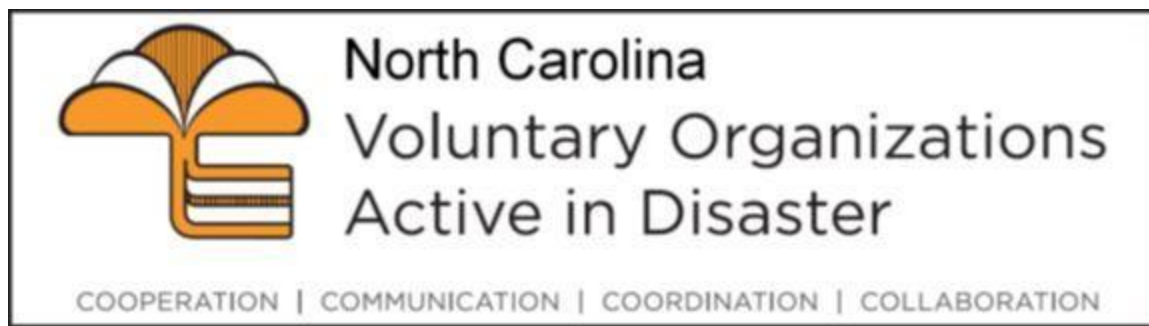 North Carolina
Voluntary Organizations
Active in Disaster
COOPERATION | COMMUNICATION | COORDINATION | COLLABORATION